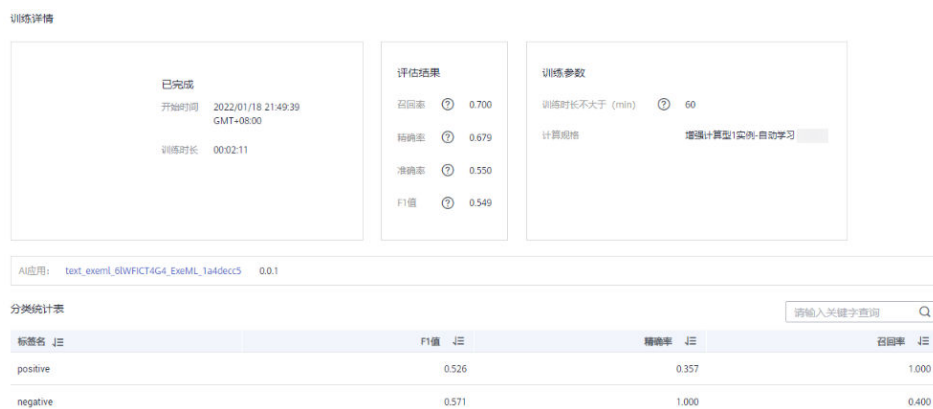 训练详情
已完成
开始时间 2022/01/18 21:49:39
GMT+08:00
训练时长 00:02:11
评估结果
召回率 ? 0.700
精确率 ? 0.679
准确率 ? 0.550
F1值 ? 0.549
训练参数
训练时长不大于 (min) ? 60
计算规格 增强计算型1实例-自动学习
AI应用: text_exeml_6lWFICT4G4_ExeML_1a4decc5 0.0.1
分类统计表
请输入关键字查询
标签名 F1值 精确率 召回率
positive 0.526 0.357 1.000
negative 0.571 1.000 0.400